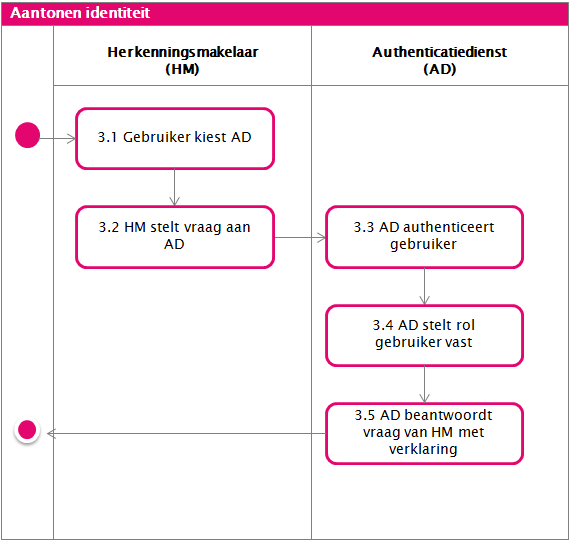 Aantonen identiteit
Herkenningsmakelaar
(HM)
Authenticatiedienst
(AD)
3.1 Gebruiker kiest AD
3.2 HM stelt vraag aan
AD
3.3 AD authenticeert
gebruiker
3.4 AD stelt rol
gebruiker vast
3.5 AD beantwoordt
vraag van HM met
verklaring